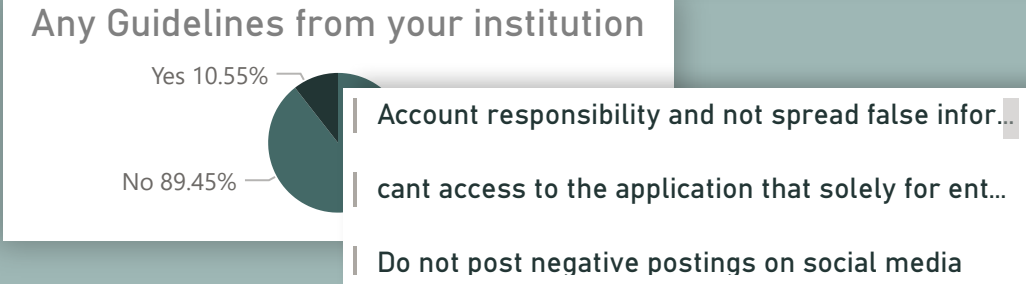 Any Guidelines from your institution
Yes 10.55%
No 89.45%
Account responsibility and not spread false infor...
cant access to the application that solely for ent...
Do not post negative postings on social media